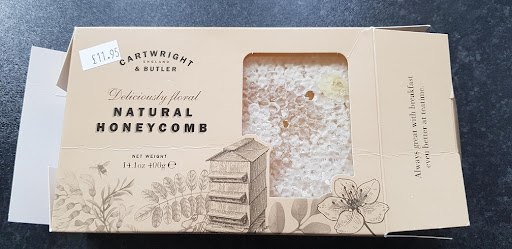 £11.95
CARTWRIGHT
ENGLAND
& BUTLER
Deliciously floral
NATURAL
HONEYCOMB
NET WEIGHT
14.1oz 400g ℮
Always great with breakfast
even better at teatime.